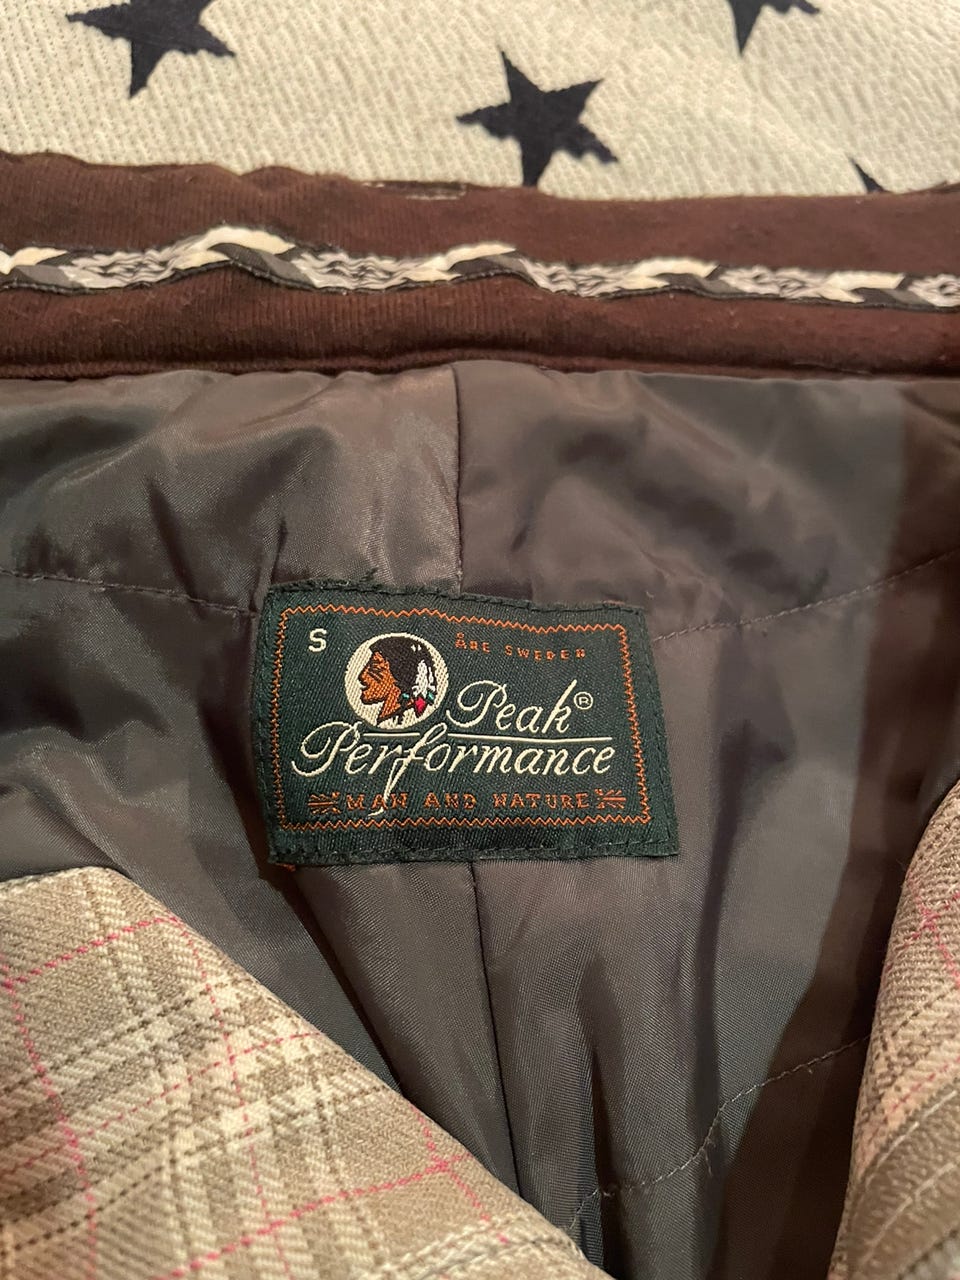 S
ÅRE SWEDEN
Peak®
Performance
MAN AND NATURE